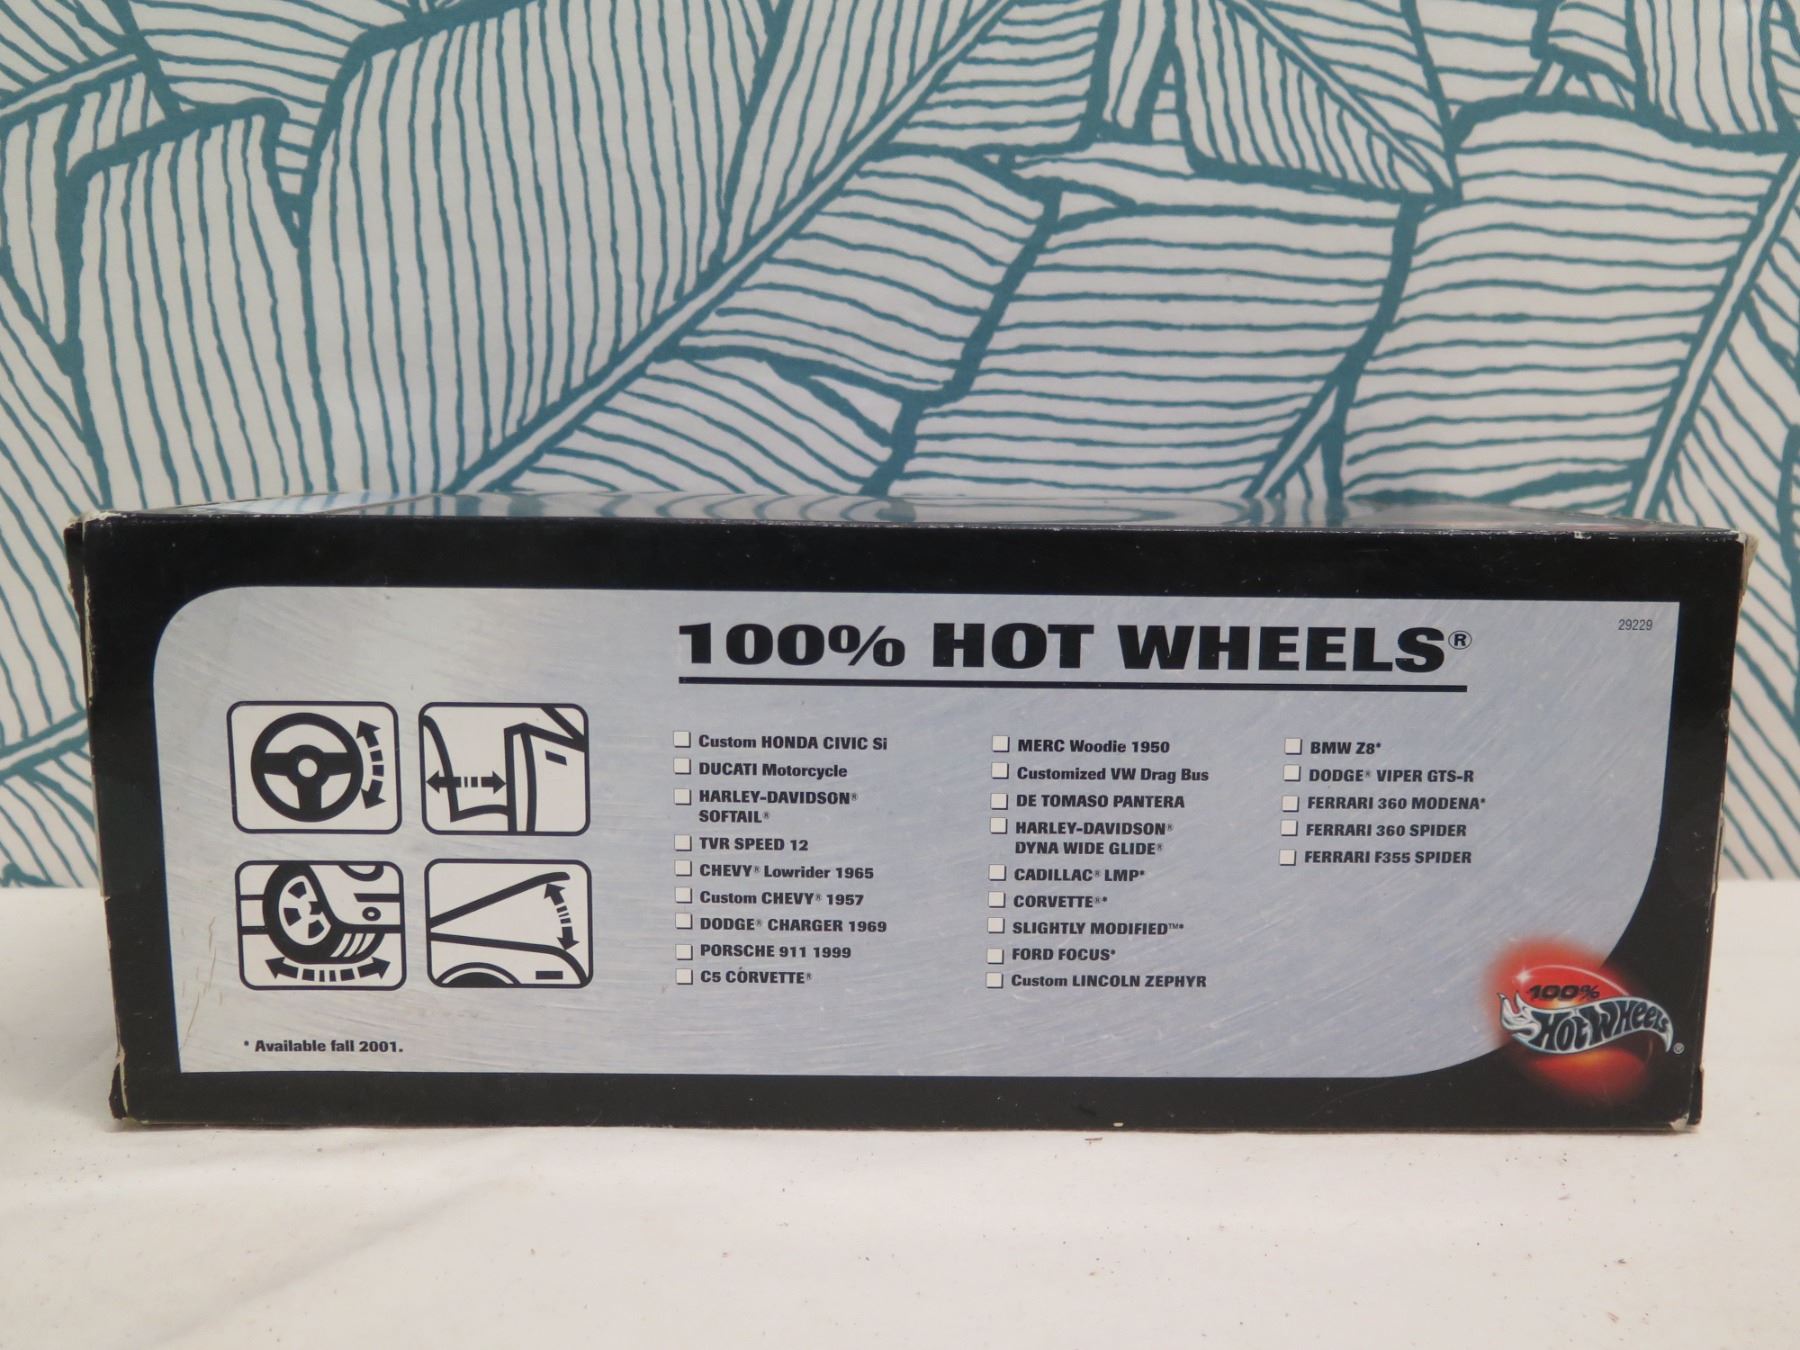 100% HOT WHEELS®
29229
Custom HONDA CIVIC Si
DUCATI Motorcycle
HARLEY-DAVIDSON®
SOFTAIL®
TVR SPEED 12
CHEVY® Lowrider 1965
Custom CHEVY® 1957
DODGE® CHARGER 1969
PORSCHE 911 1999
C5 CORVETTE®
MERC Woodie 1950
Customized VW Drag Bus
DE TOMASO PANTERA
HARLEY-DAVIDSON®
DYNA WIDE GLIDE®
CADILLAC® LMP*
CORVETTE®*
SLIGHTLY MODIFIED™*
FORD FOCUS*
Custom LINCOLN ZEPHYR
BMW Z8*
DODGE® VIPER GTS-R
FERRARI 360 MODENA*
FERRARI 360 SPIDER
FERRARI F355 SPIDER
* Available fall 2001.
100%
HOT WHEELS®